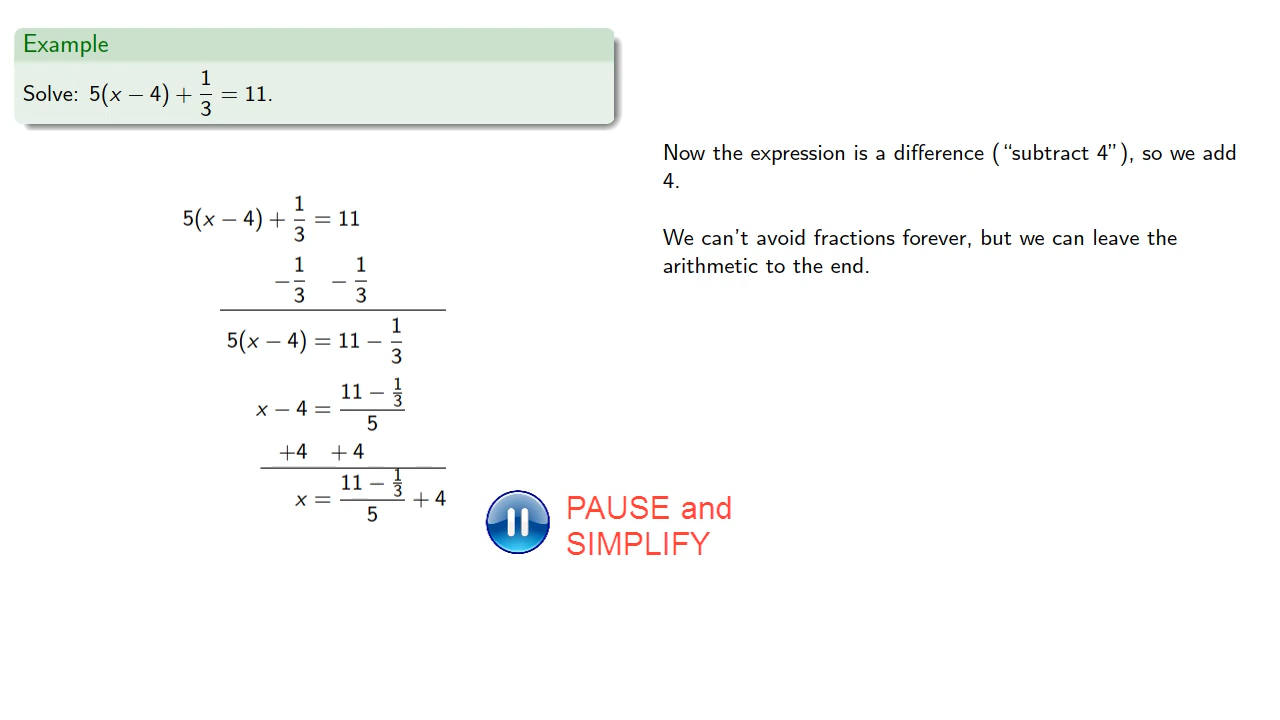 Example
Solve: 5(x − 4) + 1/3 = 11.
Now the expression is a difference (“subtract 4”), so we add
4.
We can’t avoid fractions forever, but we can leave the
arithmetic to the end.
5(x − 4) + 1/3 = 11
−1/3 −1/3
5(x − 4) = 11 − 1/3
x − 4 = (11 − 1/3)/5
+4 +4
x = (11 − 1/3)/5 + 4
PAUSE and
SIMPLIFY